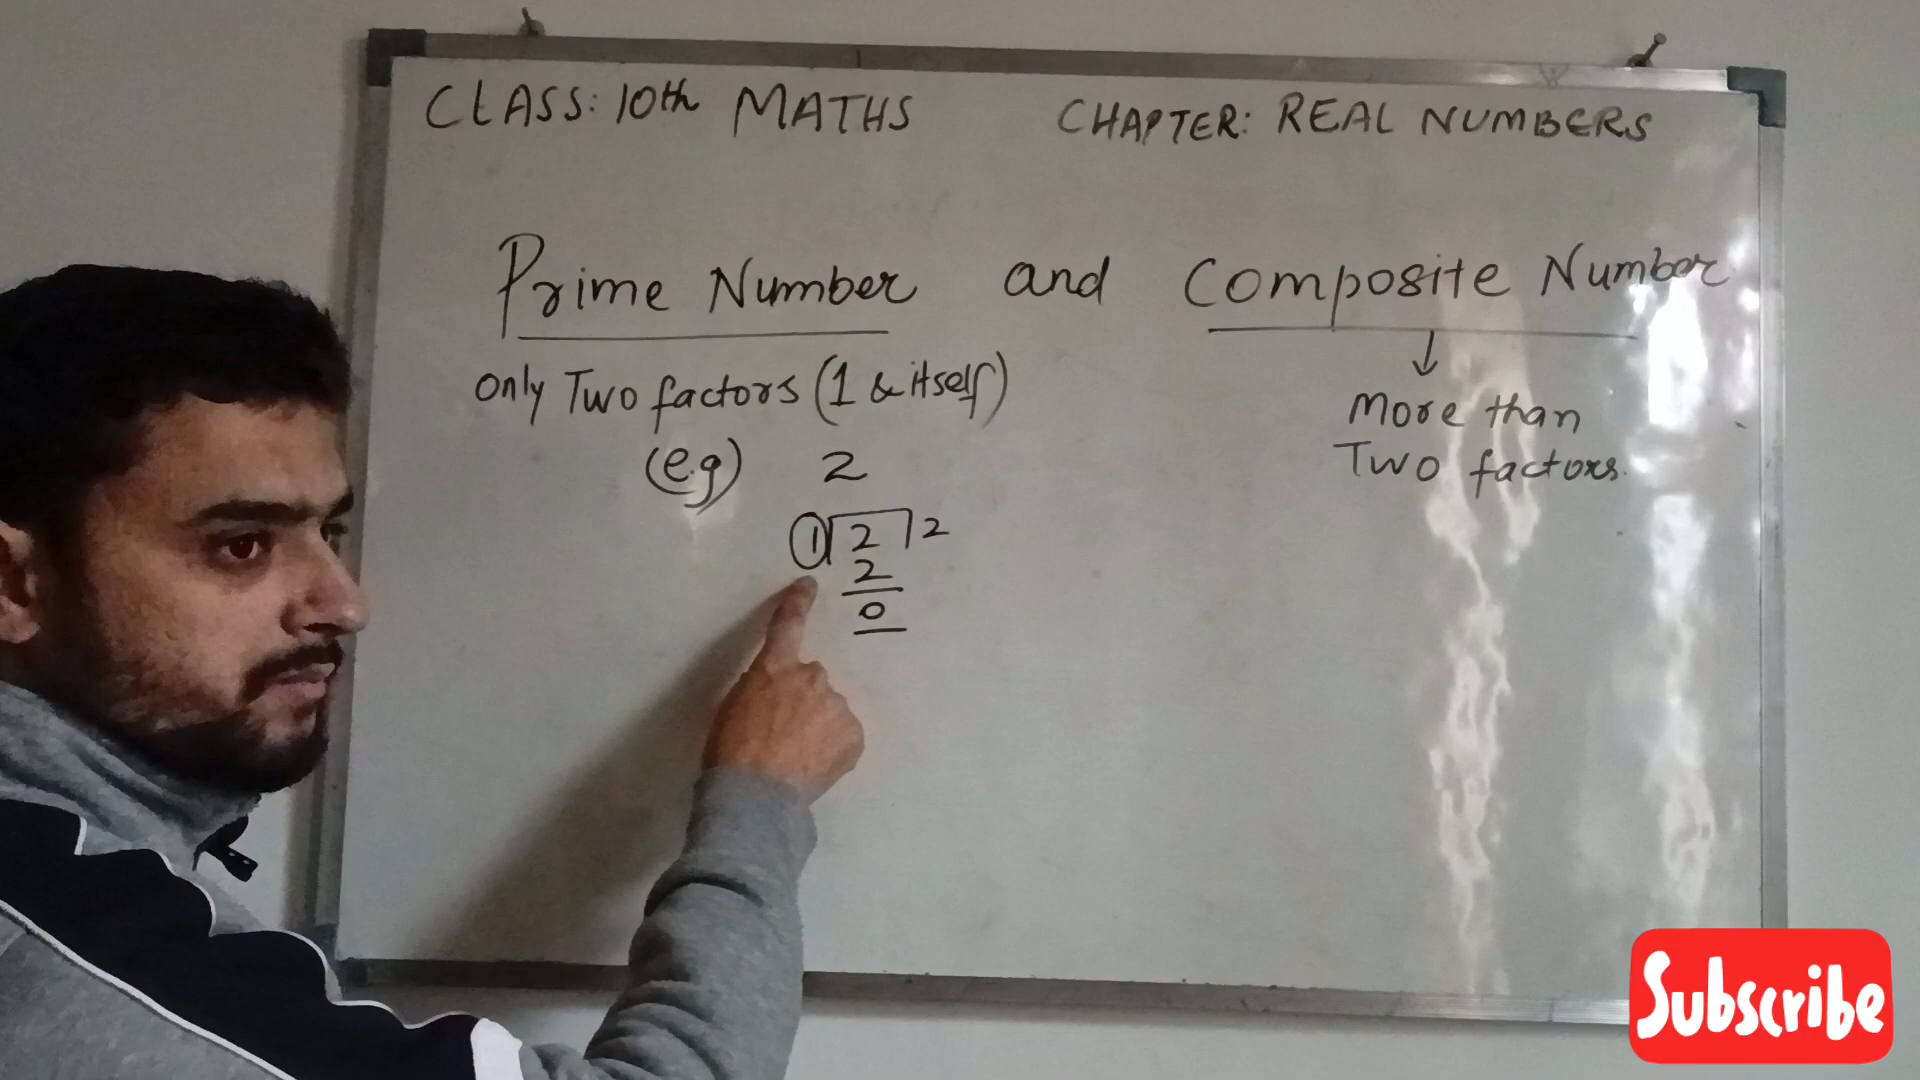 CLASS: 10th MATHS CHAPTER: REAL NUMBERS
Prime Number and Composite Number
only Two factors (1 & itself)
↓
More than
Two factors.
(e.g) 2
1 2 2
2
0
Subscribe